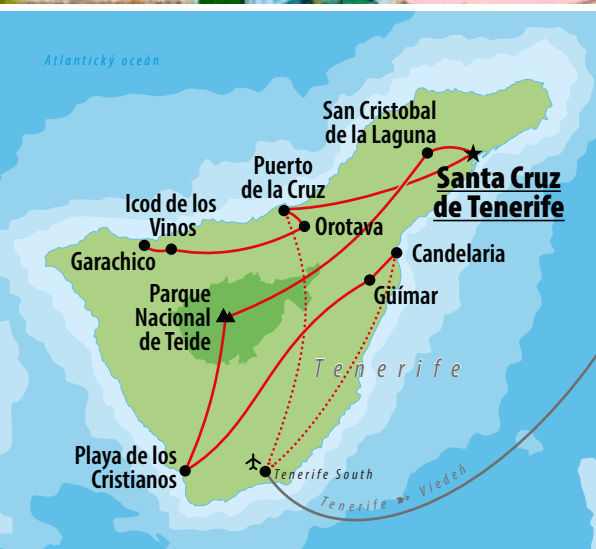 Atlantický oceán
San Cristobal
de la Laguna
Santa Cruz
de Tenerife
Puerto
de la Cruz
Icod de los
Vinos
Orotava
Garachico
Candelaria
Güímar
Parque
Nacional
de Teide
Tenerife
Playa de los
Cristianos
Tenerife South
Tenerife Viedeň